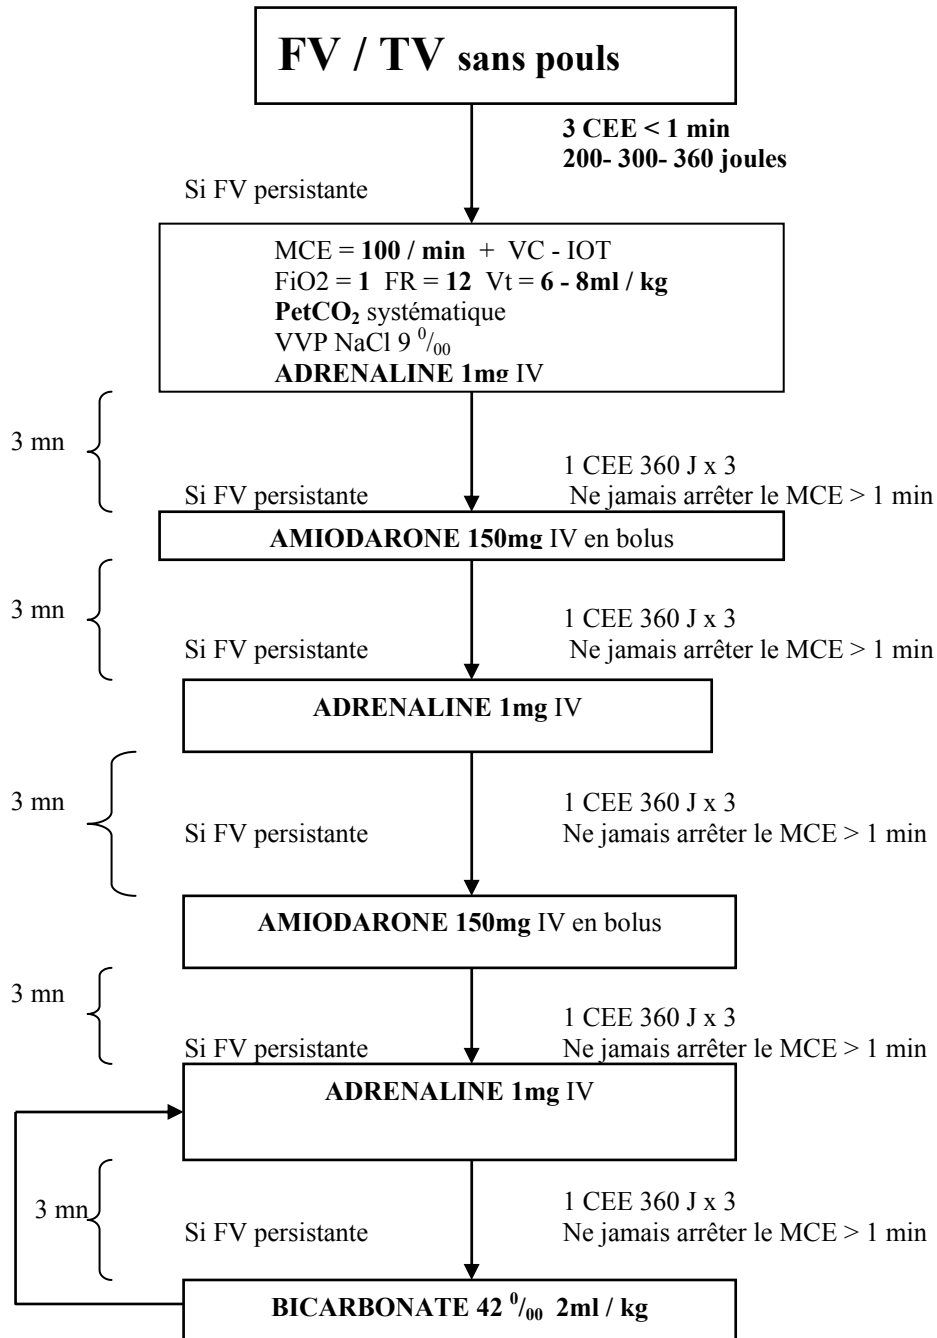 FV / TV sans pouls
3 CEE < 1 min
200- 300- 360 joules
Si FV persistante
MCE = 100 / min + VC - IOT
FiO2 = 1 FR = 12 Vt = 6 - 8ml / kg
PetCO₂ systématique
VVP NaCl 9 ⁰/₀₀
ADRENALINE 1mg IV
3 mn
1 CEE 360 J x 3
Si FV persistante
Ne jamais arrêter le MCE > 1 min
AMIODARONE 150mg IV en bolus
3 mn
1 CEE 360 J x 3
Si FV persistante
Ne jamais arrêter le MCE > 1 min
ADRENALINE 1mg IV
3 mn
1 CEE 360 J x 3
Si FV persistante
Ne jamais arrêter le MCE > 1 min
AMIODARONE 150mg IV en bolus
3 mn
1 CEE 360 J x 3
Si FV persistante
Ne jamais arrêter le MCE > 1 min
ADRENALINE 1mg IV
3 mn
1 CEE 360 J x 3
Si FV persistante
Ne jamais arrêter le MCE > 1 min
BICARBONATE 42 ⁰/₀₀ 2ml / kg